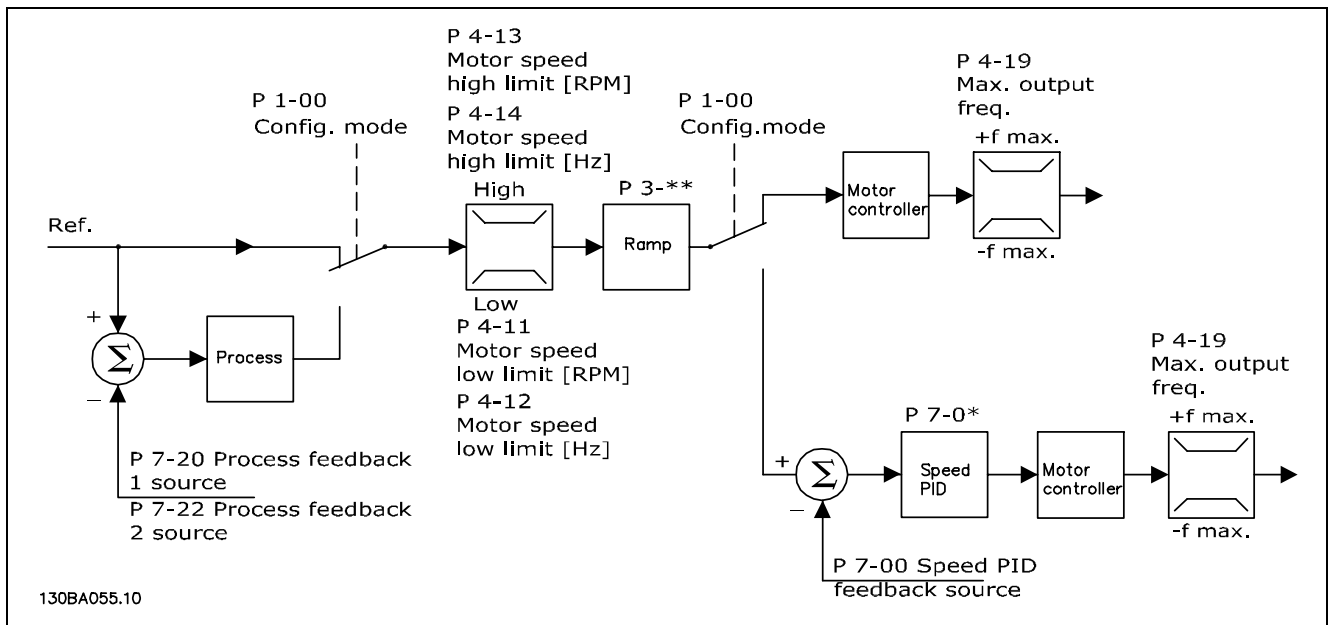 P 4-13
Motor speed
high limit [RPM]
P 4-14
Motor speed
high limit [Hz]
P 1-00
Config. mode
P 1-00
Config.mode
P 4-19
Max. output
freq.
+f max.
-f max.
High
P 3-**
Motor
controller
Ref.
Ramp
Low
P 4-11
Motor speed
low limit [RPM]
P 4-12
Motor speed
low limit [Hz]
+
Σ
−
Process
P 7-20 Process feedback
1 source
P 7-22 Process feedback
2 source
P 4-19
Max. output
freq.
+f max.
-f max.
P 7-0*
+
Σ
−
Speed
PID
Motor
controller
P 7-00 Speed PID
feedback source
130BA055.10